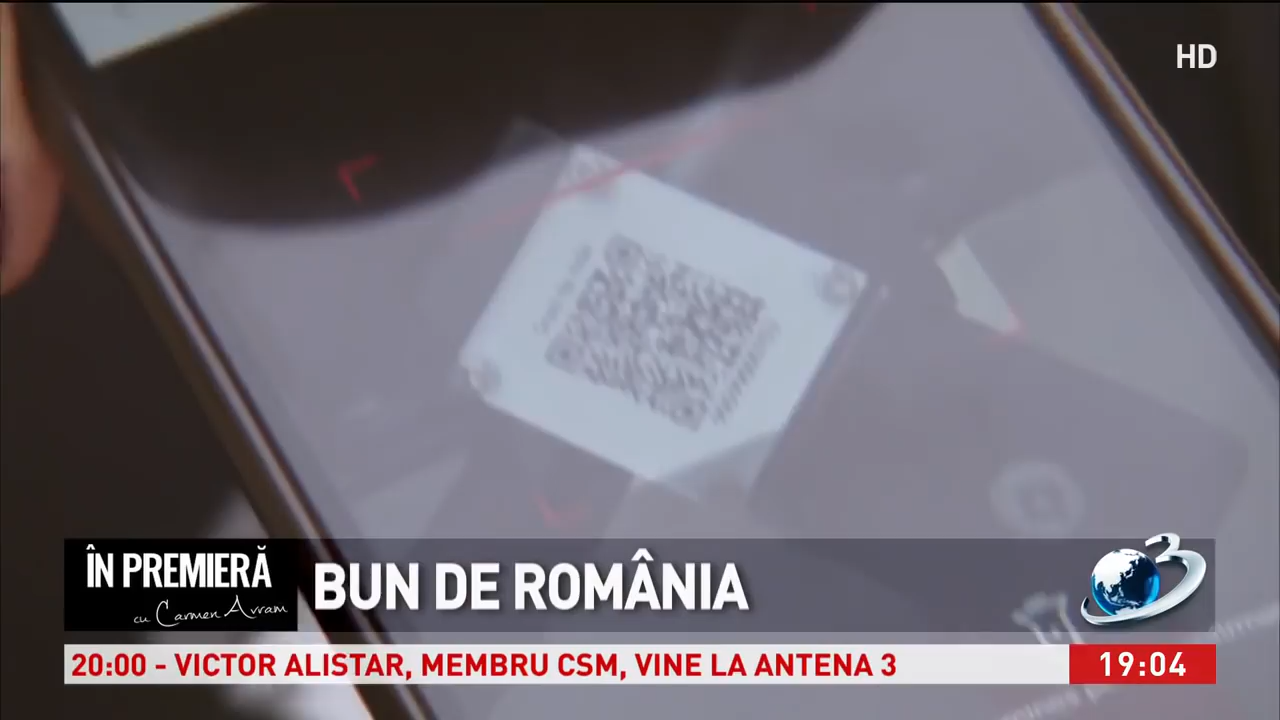 HD
ÎN PREMIERĂ
cu Carmen Avram
BUN DE ROMÂNIA
3
20:00 - VICTOR ALISTAR, MEMBRU CSM, VINE LA ANTENA 3
19:04